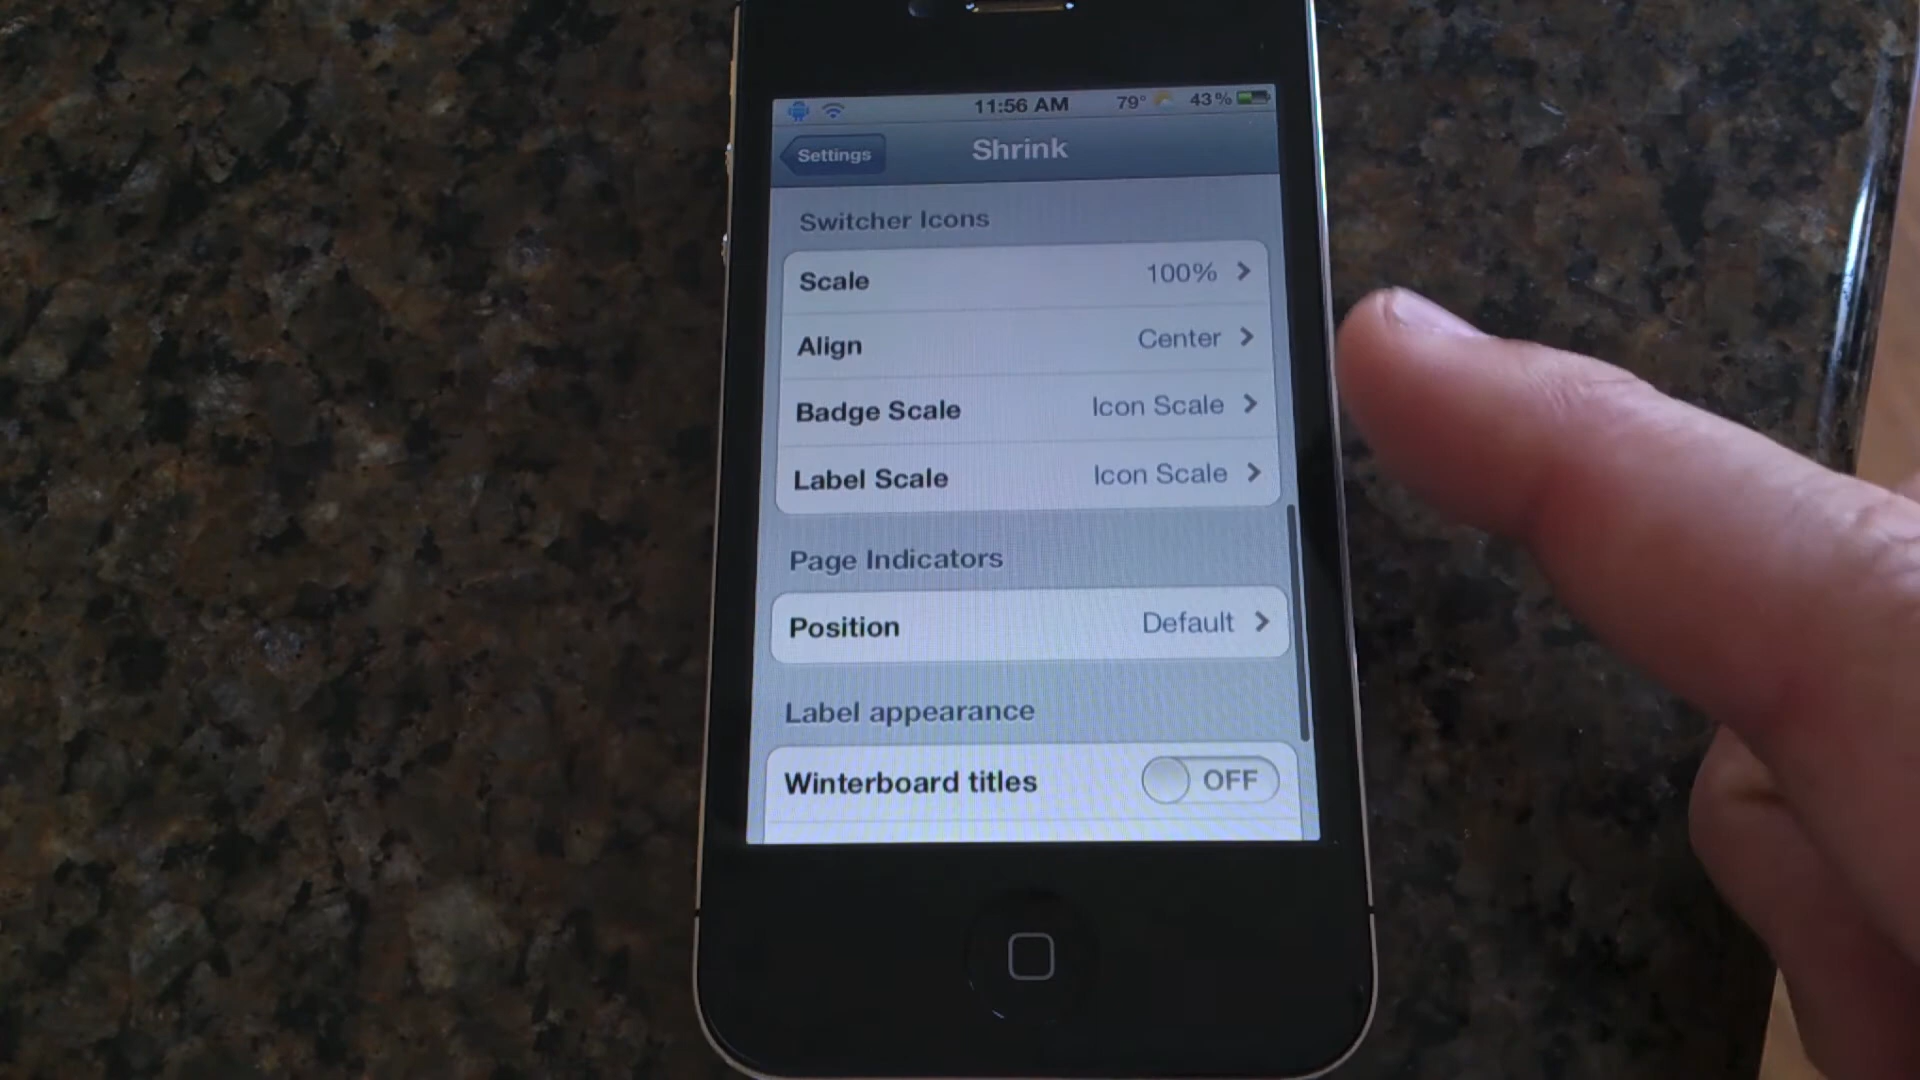 11:56 AM 79° 43%
Settings Shrink
Switcher Icons
Scale 100%
Align Center
Badge Scale Icon Scale
Label Scale Icon Scale
Page Indicators
Position Default
Label appearance
Winterboard titles OFF